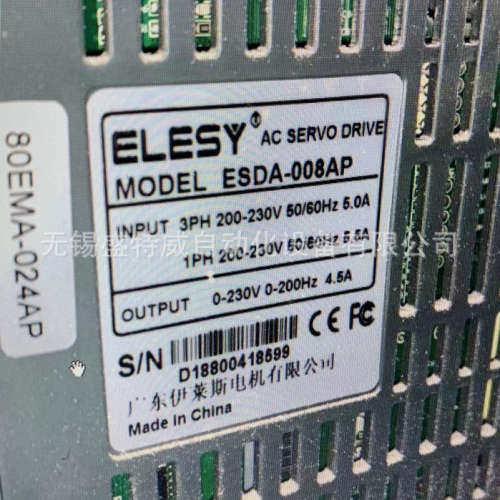 80EMA-024AP
ELESY® AC SERVO DRIVE
MODEL ESDA-008AP
INPUT 3PH 200-230V 50/60Hz 5.0A
1PH 200-230V 50/60Hz 5.5A
无锡盛特威自动化设备有限公司
OUTPUT 0-230V 0-200Hz 4.5A
S/N
D18800418599
CE FC
广东伊莱斯电机有限公司
Made in China